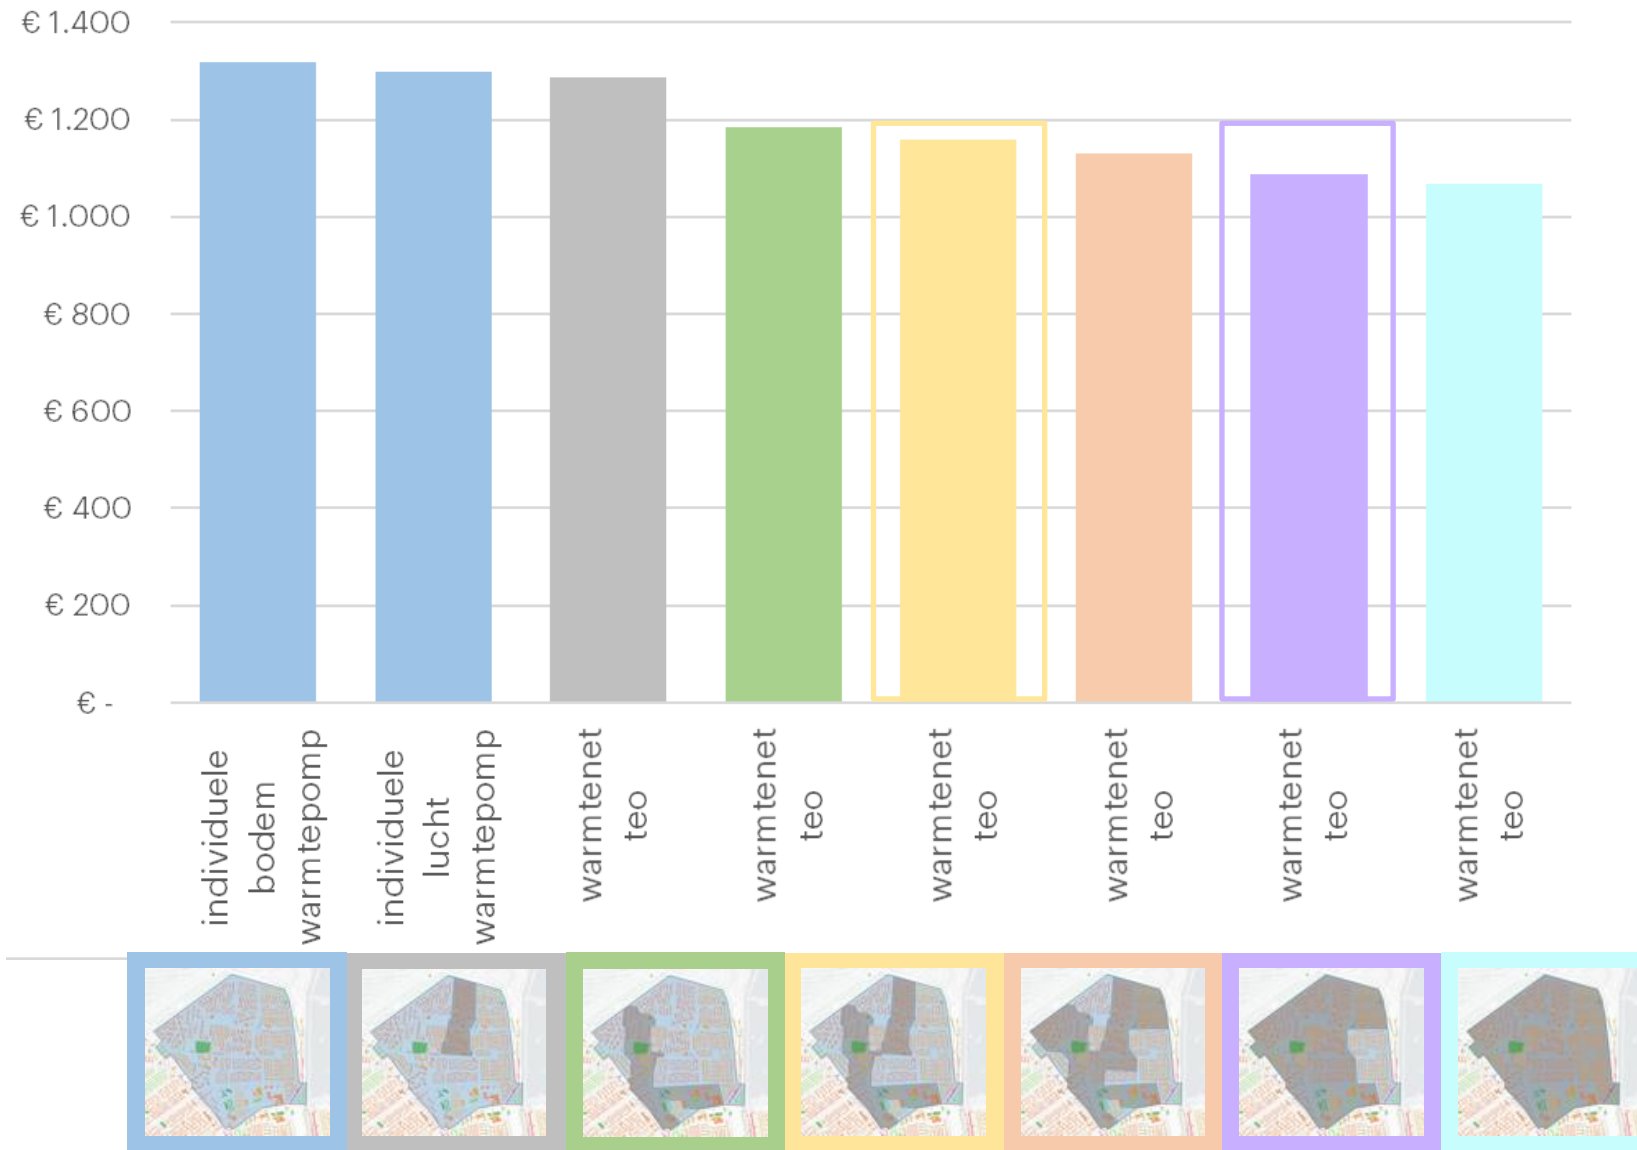 € 1.400
€ 1.200
€ 1.000
€ 800
€ 600
€ 400
€ 200
€ -
individuele
bodem
warmtepomp
individuele
lucht
warmtepomp
warmtenet
teo
warmtenet
teo
warmtenet
teo
warmtenet
teo
warmtenet
teo
warmtenet
teo